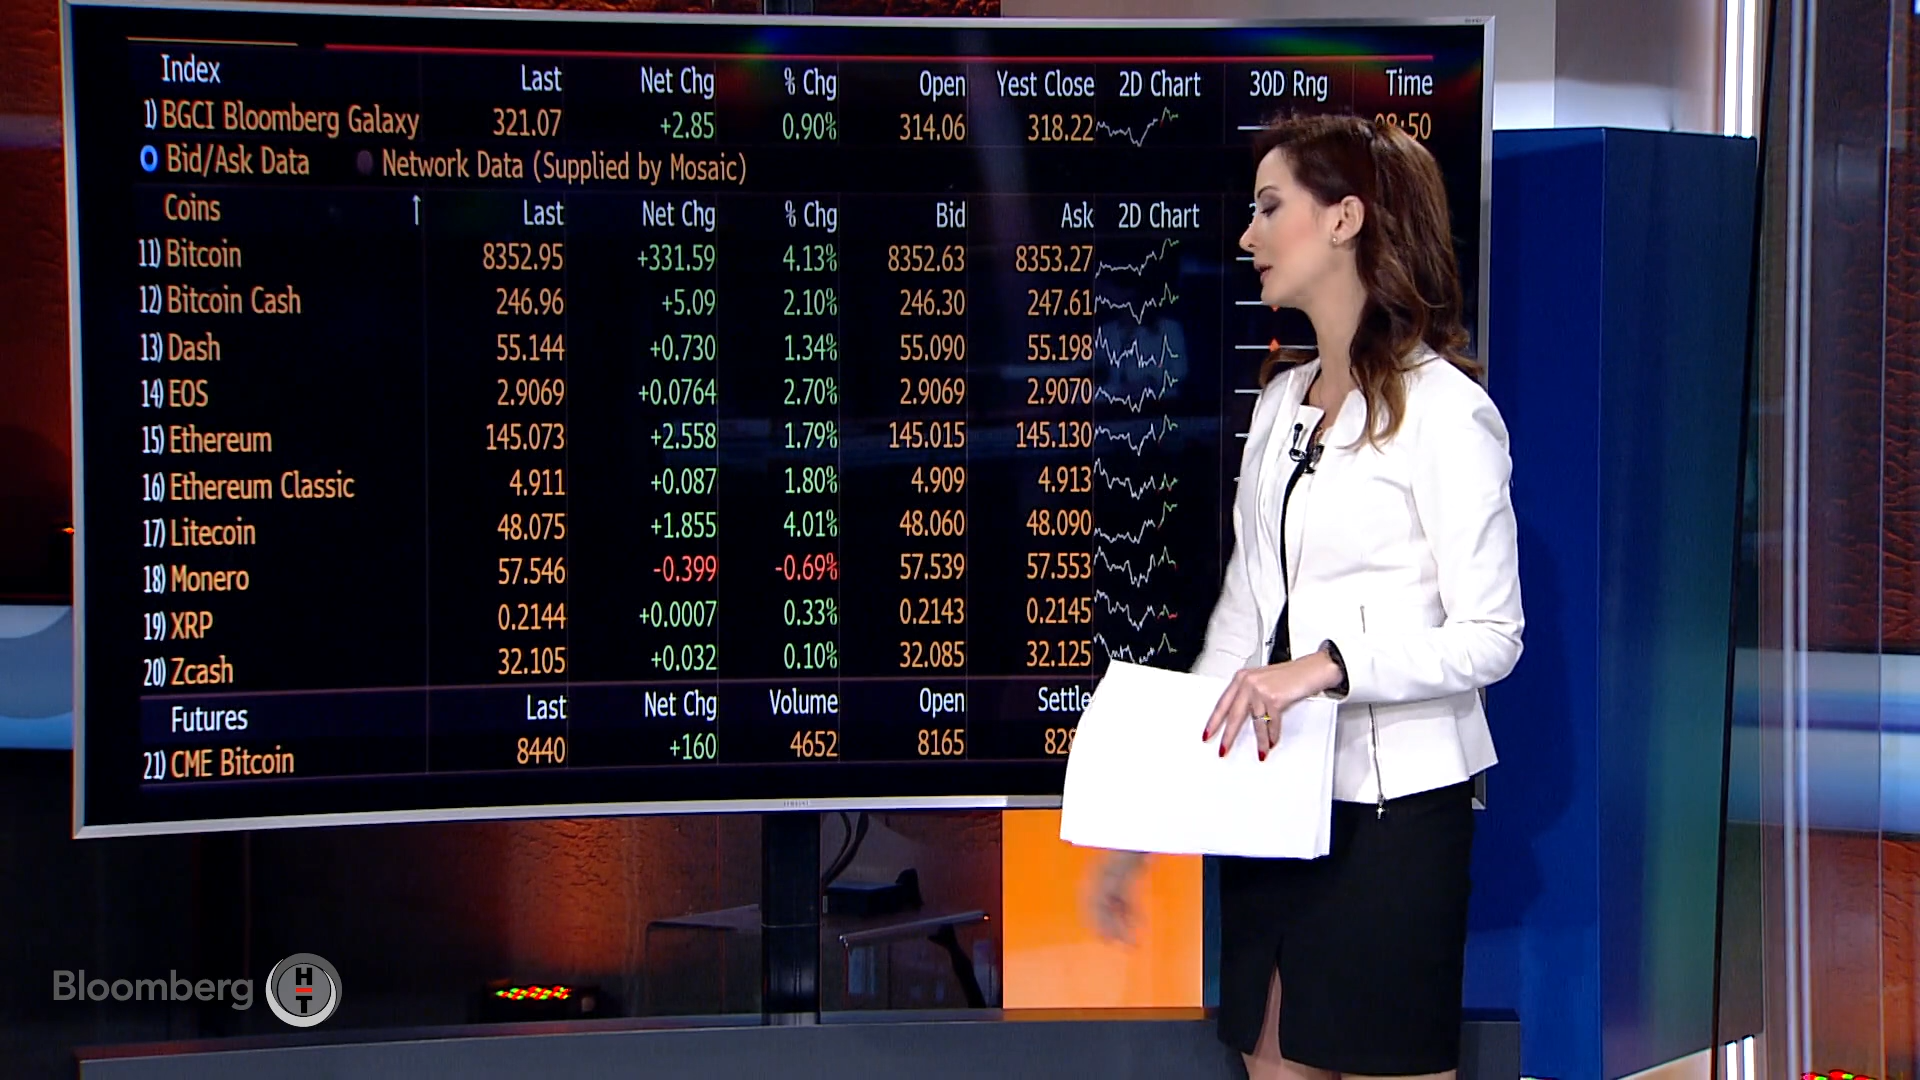 Index Last Net Chg % Chg Open Yest Close 2D Chart 30D Rng Time
1) BGCI Bloomberg Galaxy 321.07 +2.85 0.90% 314.06 318.22 08:50
Bid/Ask Data Network Data (Supplied by Mosaic)
Coins ↑ Last Net Chg % Chg Bid Ask 2D Chart
11) Bitcoin 8352.95 +331.59 4.13% 8352.63 8353.27
12) Bitcoin Cash 246.96 +5.09 2.10% 246.30 247.61
13) Dash 55.144 +0.730 1.34% 55.090 55.198
14) EOS 2.9069 +0.0764 2.70% 2.9069 2.9070
15) Ethereum 145.073 +2.558 1.79% 145.015 145.130
16) Ethereum Classic 4.911 +0.087 1.80% 4.909 4.913
17) Litecoin 48.075 +1.855 4.01% 48.060 48.090
18) Monero 57.546 -0.399 -0.69% 57.539 57.553
19) XRP 0.2144 +0.0007 0.33% 0.2143 0.2145
20) Zcash 32.105 +0.032 0.10% 32.085 32.125
Futures Last Net Chg Volume Open Settle
21) CME Bitcoin 8440 +160 4652 8165
SAMSUNG
Bloomberg HT